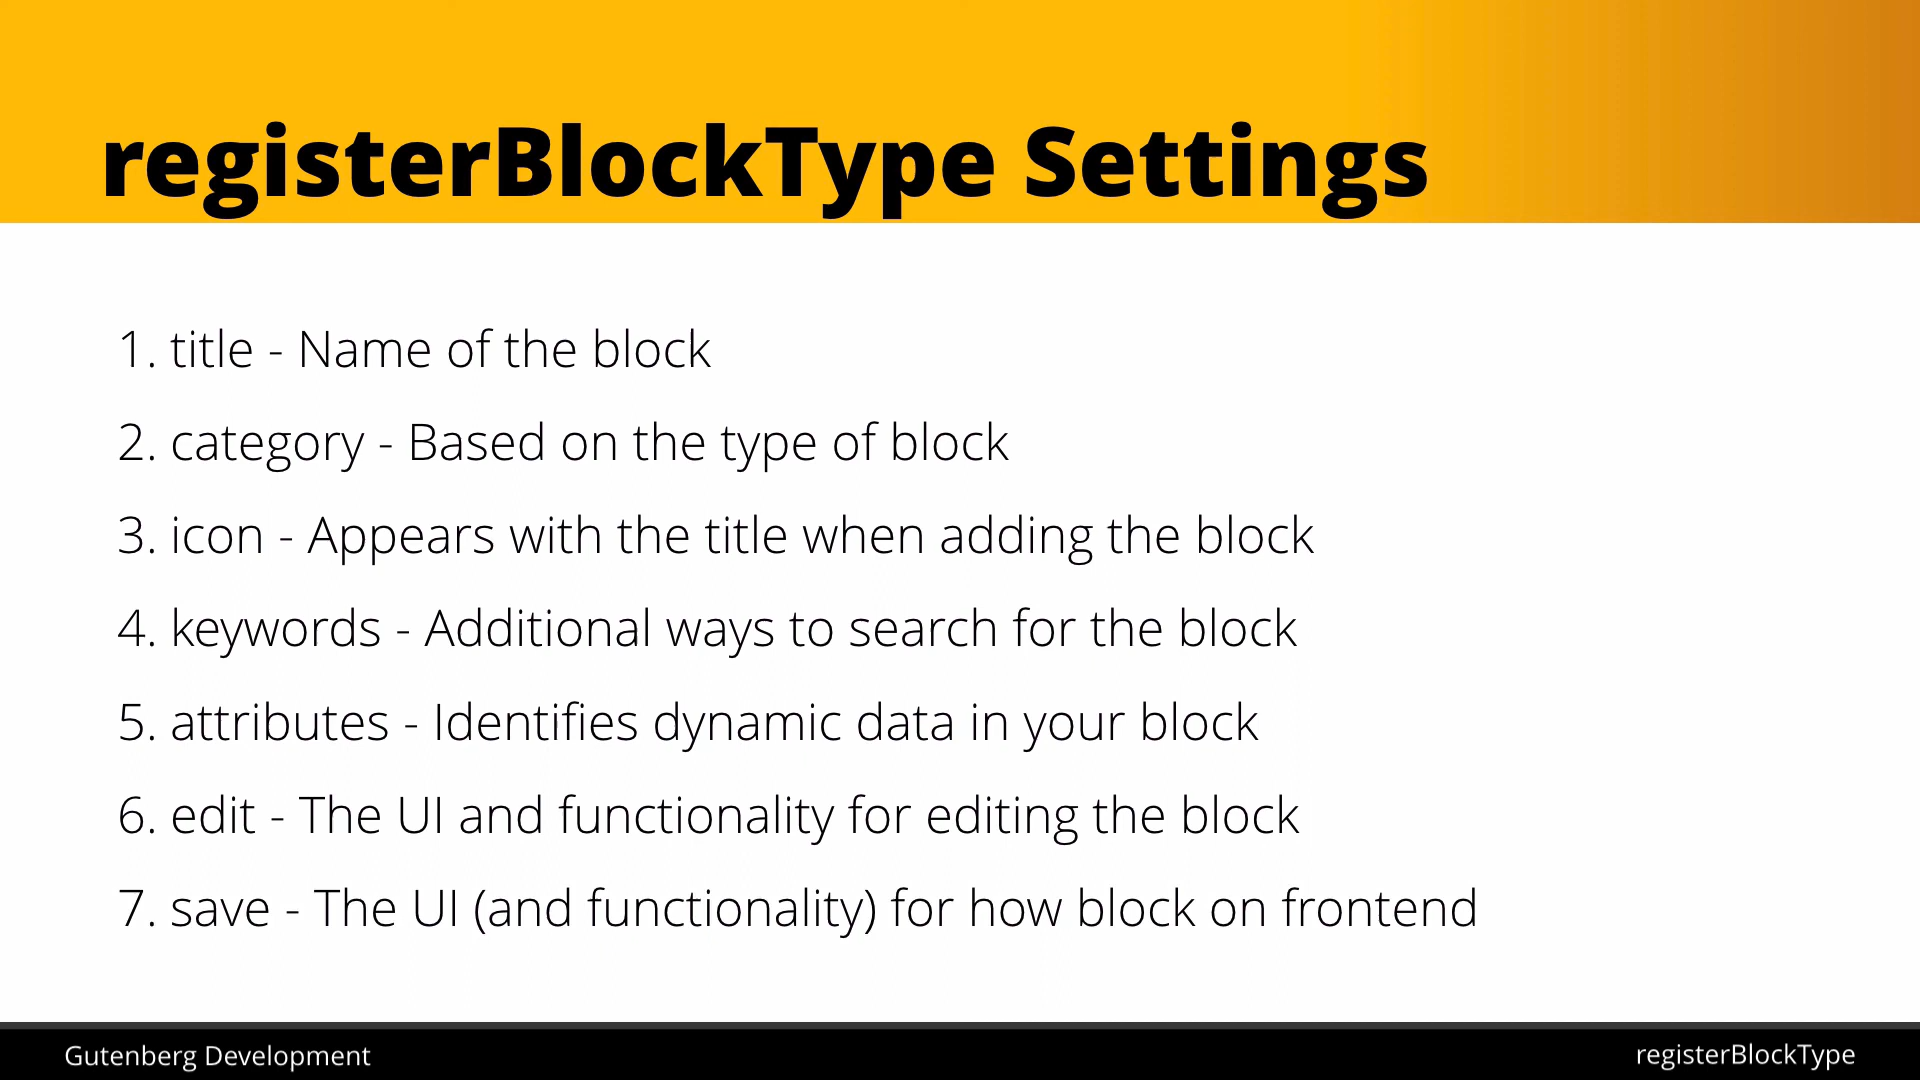 registerBlockType Settings
1. title - Name of the block
2. category - Based on the type of block
3. icon - Appears with the title when adding the block
4. keywords - Additional ways to search for the block
5. attributes - Identifies dynamic data in your block
6. edit - The UI and functionality for editing the block
7. save - The UI (and functionality) for how block on frontend
Gutenberg Development
registerBlockType